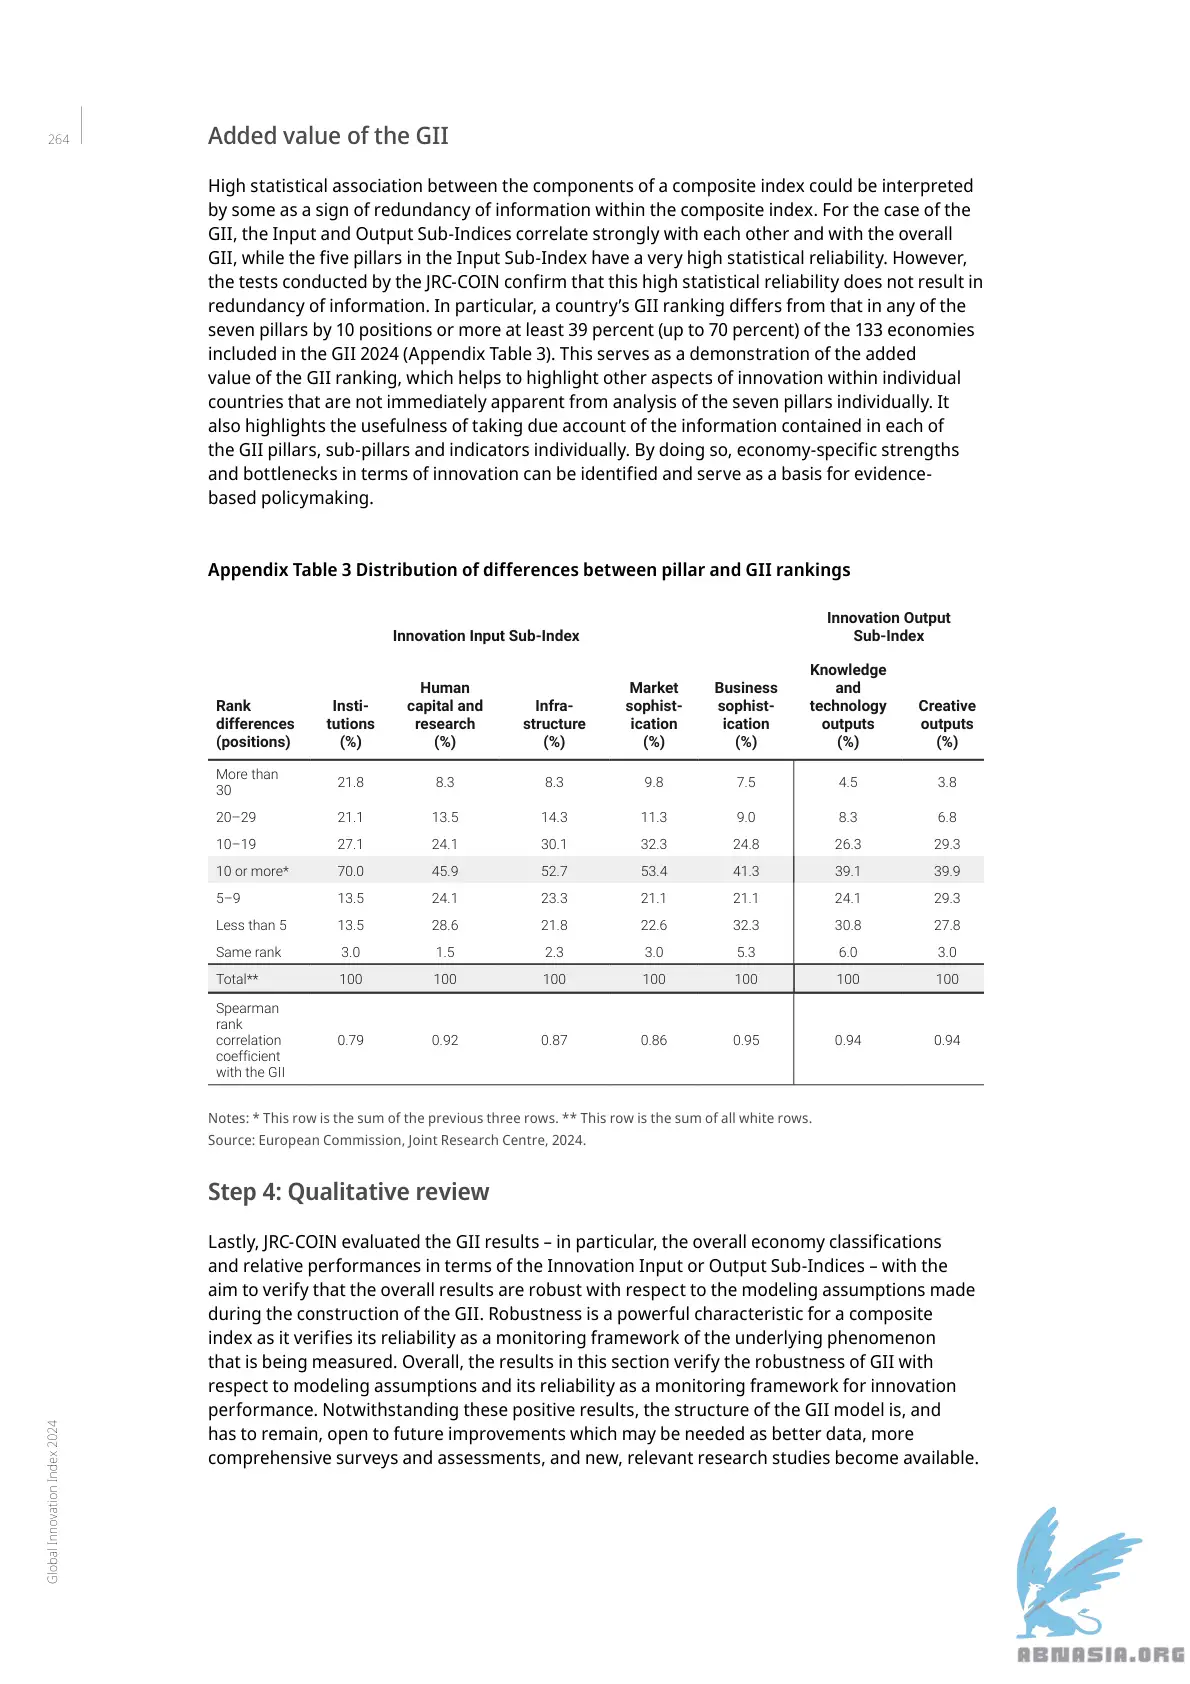 264
Added value of the GII
High statistical association between the components of a composite index could be interpreted
by some as a sign of redundancy of information within the composite index. For the case of the
GII, the Input and Output Sub-Indices correlate strongly with each other and with the overall
GII, while the five pillars in the Input Sub-Index have a very high statistical reliability. However,
the tests conducted by the JRC-COIN confirm that this high statistical reliability does not result in
redundancy of information. In particular, a country’s GII ranking differs from that in any of the
seven pillars by 10 positions or more at least 39 percent (up to 70 percent) of the 133 economies
included in the GII 2024 (Appendix Table 3). This serves as a demonstration of the added
value of the GII ranking, which helps to highlight other aspects of innovation within individual
countries that are not immediately apparent from analysis of the seven pillars individually. It
also highlights the usefulness of taking due account of the information contained in each of
the GII pillars, sub-pillars and indicators individually. By doing so, economy-specific strengths
and bottlenecks in terms of innovation can be identified and serve as a basis for evidence-
based policymaking.
Appendix Table 3 Distribution of differences between pillar and GII rankings
Innovation Input Sub-Index
Innovation Output
Sub-Index
Rank
differences
(positions)
Insti-
tutions
(%)
Human
capital and
research
(%)
Infra-
structure
(%)
Market
sophist-
ication
(%)
Business
sophist-
ication
(%)
Knowledge
and
technology
outputs
(%)
Creative
outputs
(%)
More than
30
21.8 8.3 8.3 9.8 7.5 4.5 3.8
20–29 21.1 13.5 14.3 11.3 9.0 8.3 6.8
10–19 27.1 24.1 30.1 32.3 24.8 26.3 29.3
10 or more* 70.0 45.9 52.7 53.4 41.3 39.1 39.9
5–9 13.5 24.1 23.3 21.1 21.1 24.1 29.3
Less than 5 13.5 28.6 21.8 22.6 32.3 30.8 27.8
Same rank 3.0 1.5 2.3 3.0 5.3 6.0 3.0
Total** 100 100 100 100 100 100 100
Spearman
rank
correlation
coefficient
with the GII
0.79 0.92 0.87 0.86 0.95 0.94 0.94
Notes: * This row is the sum of the previous three rows. ** This row is the sum of all white rows.
Source: European Commission, Joint Research Centre, 2024.
Step 4: Qualitative review
Lastly, JRC-COIN evaluated the GII results – in particular, the overall economy classifications
and relative performances in terms of the Innovation Input or Output Sub-Indices – with the
aim to verify that the overall results are robust with respect to the modeling assumptions made
during the construction of the GII. Robustness is a powerful characteristic for a composite
index as it verifies its reliability as a monitoring framework of the underlying phenomenon
that is being measured. Overall, the results in this section verify the robustness of GII with
respect to modeling assumptions and its reliability as a monitoring framework for innovation
performance. Notwithstanding these positive results, the structure of the GII model is, and
has to remain, open to future improvements which may be needed as better data, more
comprehensive surveys and assessments, and new, relevant research studies become available.
Global Innovation Index 2024
ABNASIA.ORG